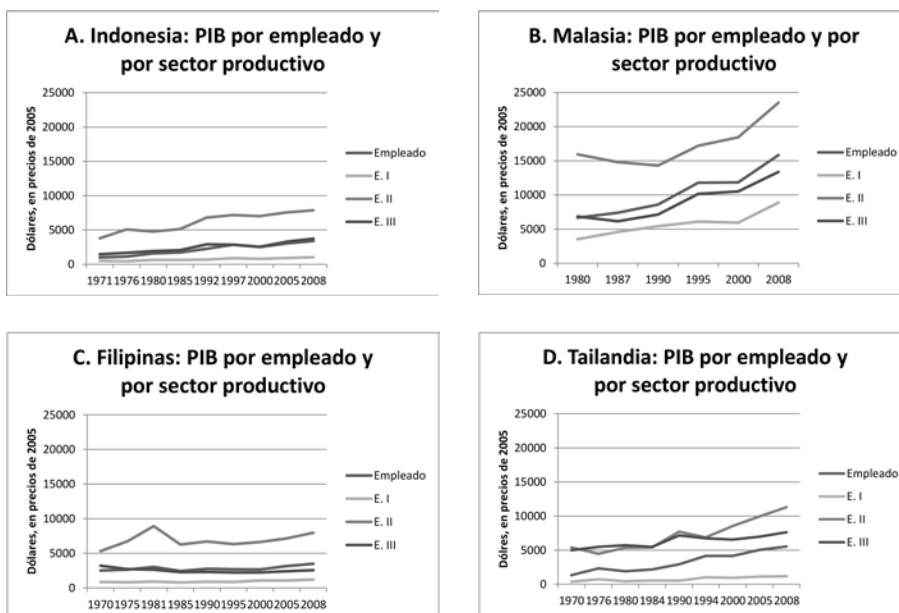 A. Indonesia: PIB por empleado y
por sector productivo
Dólares, en precios de 2005
25000
20000
15000
10000
5000
0
1971 1976 1980 1985 1992 1997 2000 2005 2008
Empleado
E. I
E. II
E. III
B. Malasia: PIB por empleado y por
sector productivo
Dólares, en precios de 2005
25000
20000
15000
10000
5000
0
1980 1987 1990 1995 2000 2008
Empleado
E. I
E. II
E. III
C. Filipinas: PIB por empleado y
por sector productivo
Dólares, en precios de 2005
25000
20000
15000
10000
5000
0
1970 1975 1981 1985 1990 1995 2000 2005 2008
Empleado
E. I
E. II
E. III
D. Tailandia: PIB por empleado y
por sector productivo
Dólres, en precios de 2005
25000
20000
15000
10000
5000
0
1970 1976 1980 1984 1990 1994 2000 2005 2008
Empleado
E. I
E. II
E. III